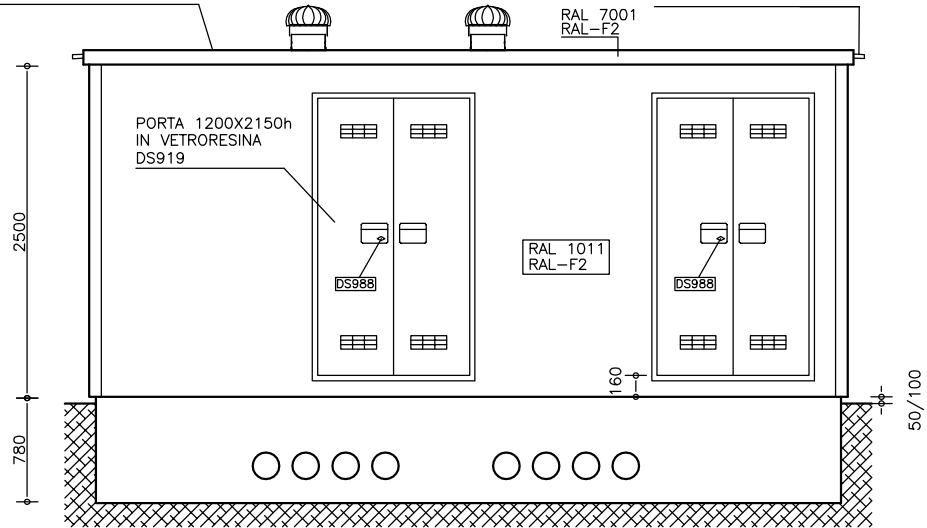 RAL 7001
RAL-F2
PORTA 1200X2150h
IN VETRORESINA
DS919
2500
RAL 1011
RAL-F2
DS988
DS988
160
50/100
780